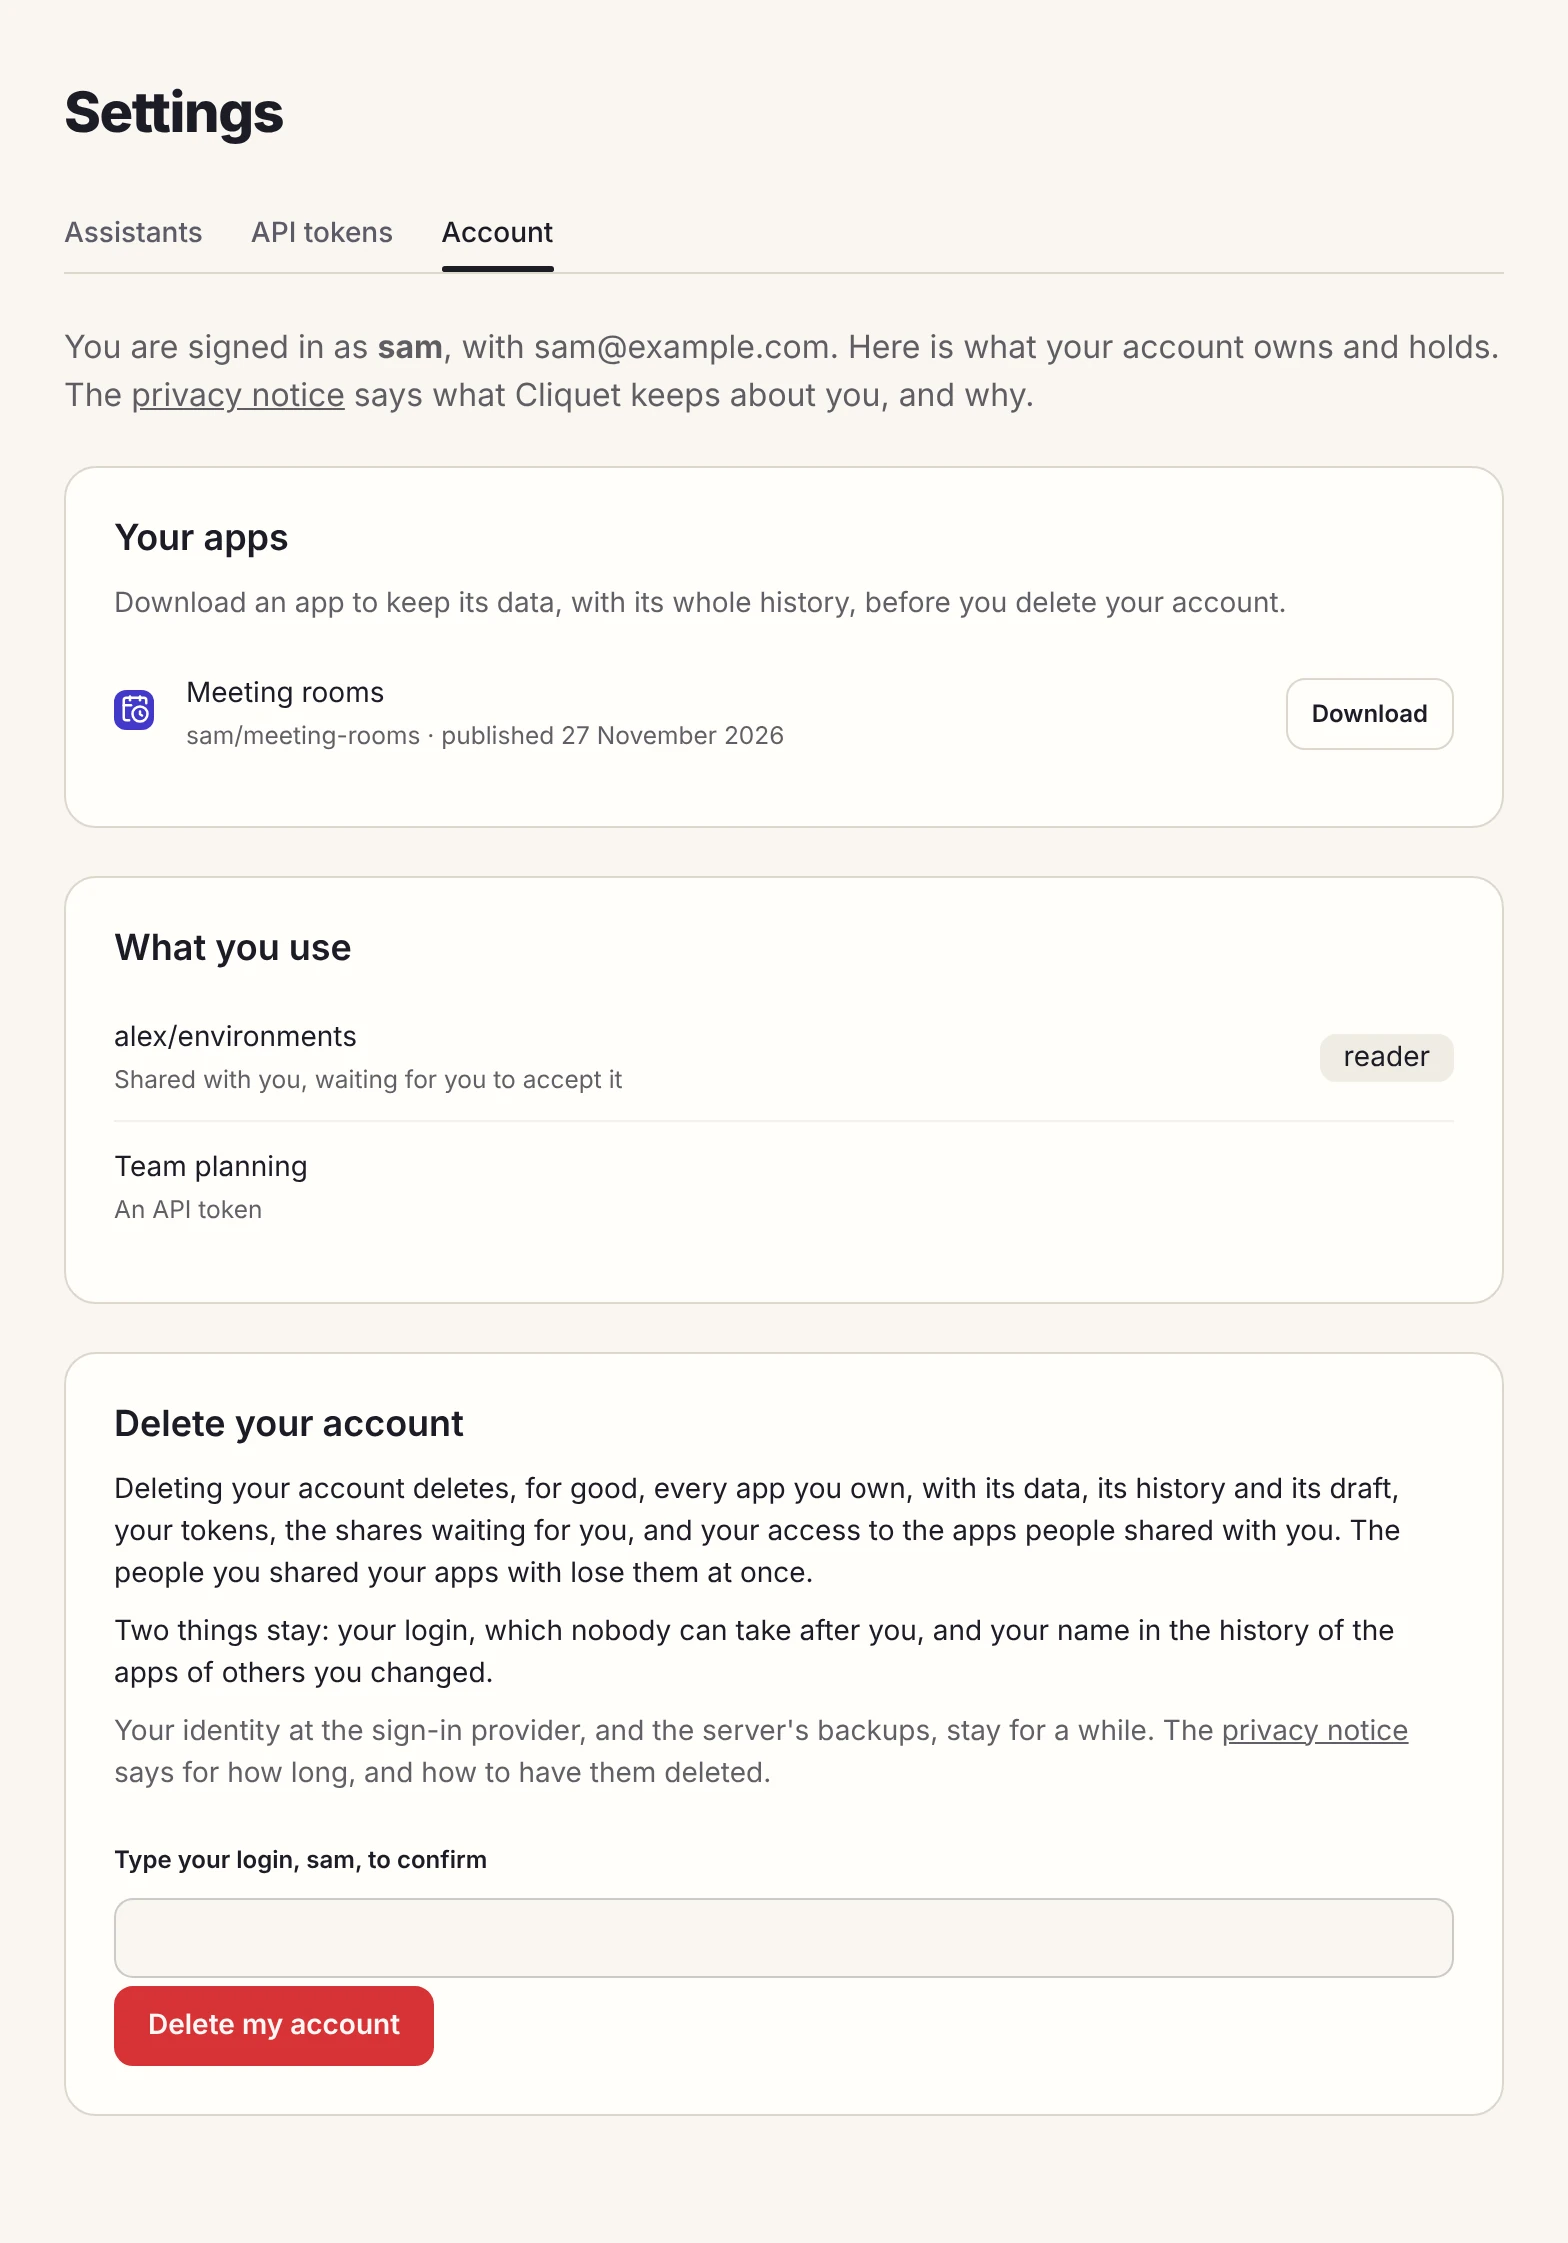 Settings
Assistants
API tokens
Account
You are signed in as sam, with sam@example.com. Here is what your account owns and holds.
The privacy notice says what Cliquet keeps about you, and why.
Your apps
Download an app to keep its data, with its whole history, before you delete your account.
Meeting rooms
sam/meeting-rooms · published 27 November 2026
Download
What you use
alex/environments
Shared with you, waiting for you to accept it
reader
Team planning
An API token
Delete your account
Deleting your account deletes, for good, every app you own, with its data, its history and its draft,
your tokens, the shares waiting for you, and your access to the apps people shared with you. The
people you shared your apps with lose them at once.
Two things stay: your login, which nobody can take after you, and your name in the history of the
apps of others you changed.
Your identity at the sign-in provider, and the server's backups, stay for a while. The privacy notice
says for how long, and how to have them deleted.
Type your login, sam, to confirm
Delete my account